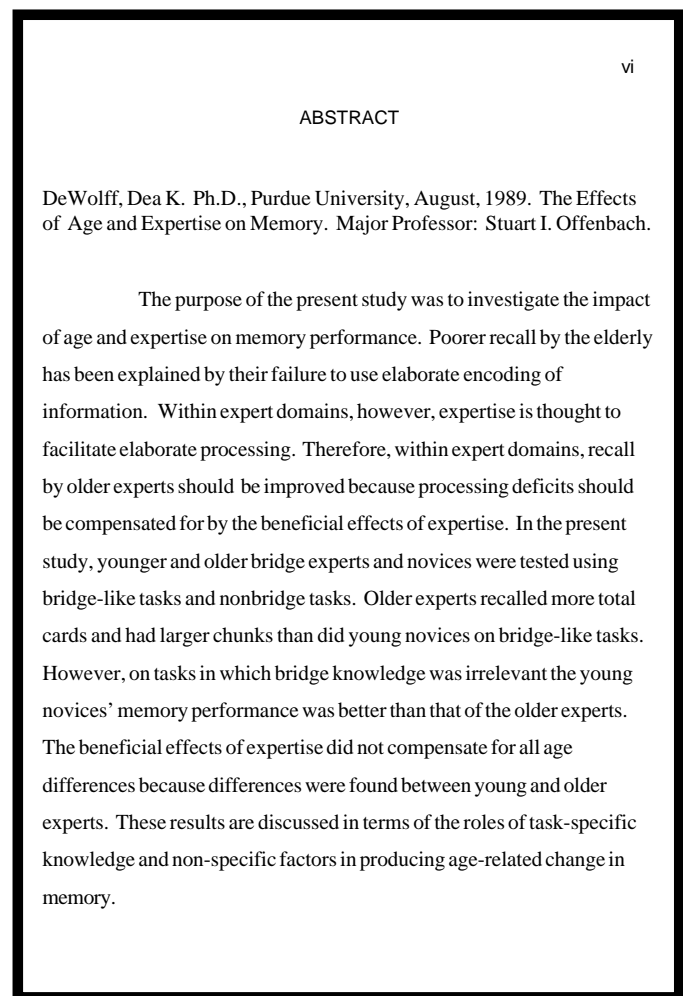 vi
ABSTRACT
DeWolff, Dea K. Ph.D., Purdue University, August, 1989. The Effects
of Age and Expertise on Memory. Major Professor: Stuart I. Offenbach.
The purpose of the present study was to investigate the impact
of age and expertise on memory performance. Poorer recall by the elderly
has been explained by their failure to use elaborate encoding of
information. Within expert domains, however, expertise is thought to
facilitate elaborate processing. Therefore, within expert domains, recall
by older experts should be improved because processing deficits should
be compensated for by the beneficial effects of expertise. In the present
study, younger and older bridge experts and novices were tested using
bridge-like tasks and nonbridge tasks. Older experts recalled more total
cards and had larger chunks than did young novices on bridge-like tasks.
However, on tasks in which bridge knowledge was irrelevant the young
novices’ memory performance was better than that of the older experts.
The beneficial effects of expertise did not compensate for all age
differences because differences were found between young and older
experts. These results are discussed in terms of the roles of task-specific
knowledge and non-specific factors in producing age-related change in
memory.